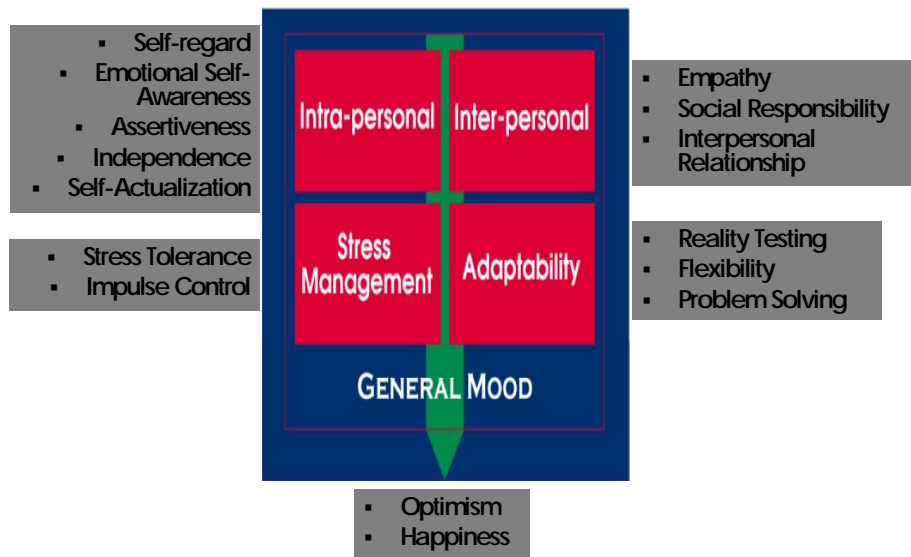 ▪ Self-regard
▪ Emotional Self-
Awareness
▪ Assertiveness
▪ Independence
▪ Self-Actualization
Intra-personal
Inter-personal
▪ Empathy
▪ Social Responsibility
▪ Interpersonal
Relationship
▪ Stress Tolerance
▪ Impulse Control
Stress
Management
Adaptability
▪ Reality Testing
▪ Flexibility
▪ Problem Solving
GENERAL MOOD
▪ Optimism
▪ Happiness